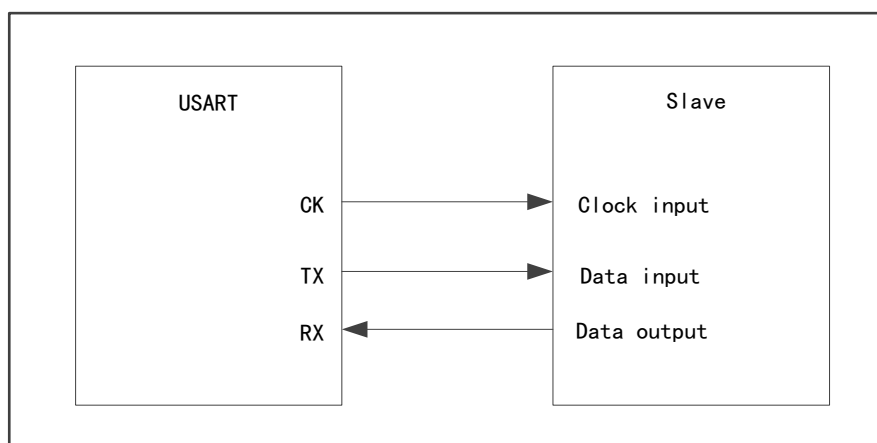 USART
Slave
CK
Clock input
TX
Data input
RX
Data output